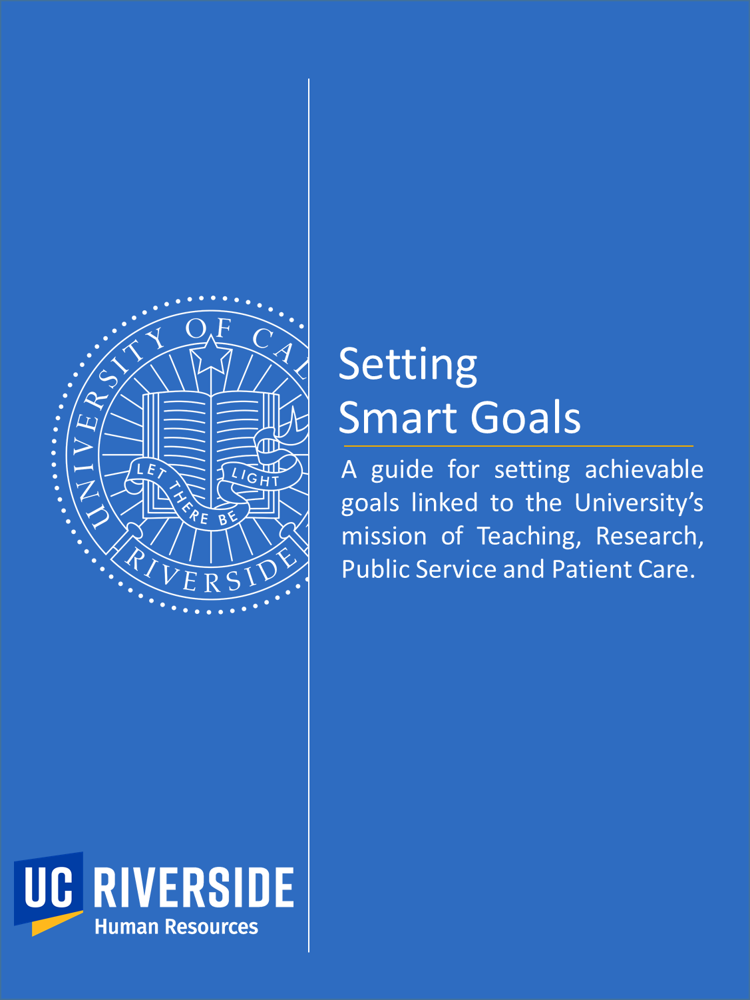 UNIVERSITY OF CAL
LET THERE BE LIGHT
RIVERSIDE
Setting
Smart Goals
A guide for setting achievable
goals linked to the University’s
mission of Teaching, Research,
Public Service and Patient Care.
UC RIVERSIDE
Human Resources